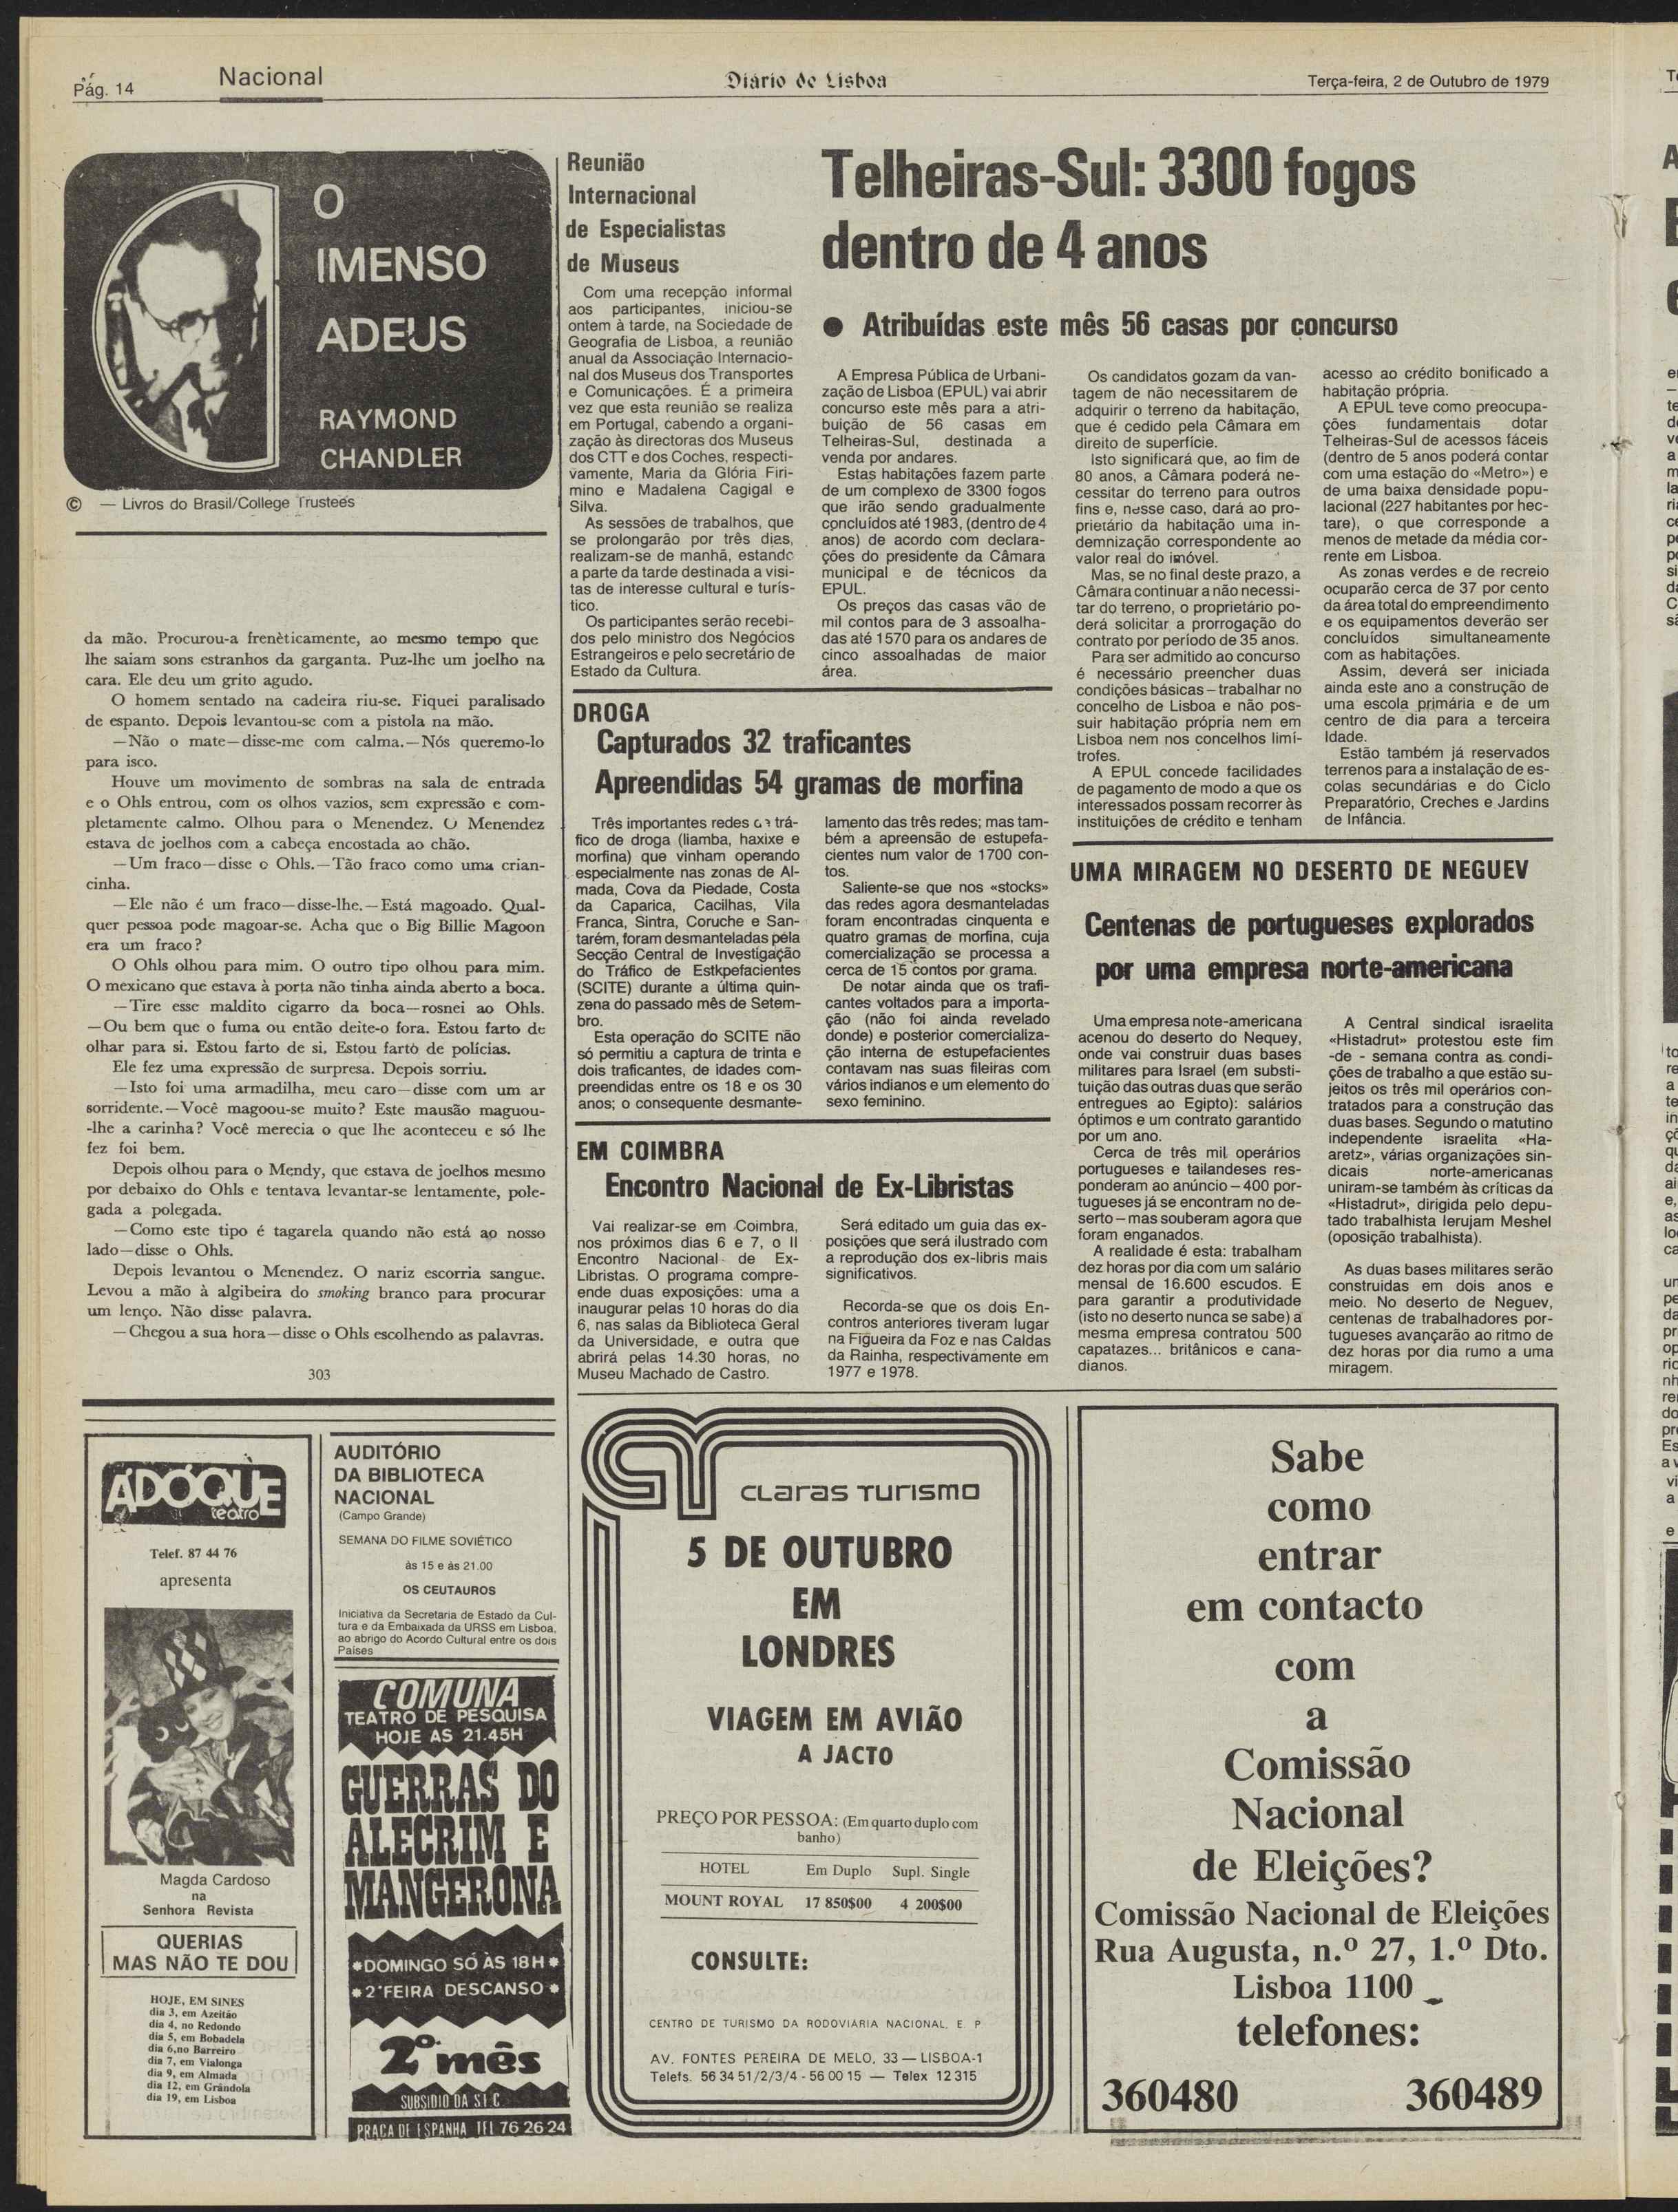 Pág. 14
Nacional
Diário de Lisboa
Terça-feira, 2 de Outubro de 1979
O
IMENSO
ADEUS
RAYMOND
CHANDLER
© — Livros do Brasil/College Trustees
da mão. Procurou-a frenèticamente, ao mesmo tempo que
lhe saiam sons estranhos da garganta. Puz-lhe um joelho na
cara. Ele deu um grito agudo.
O homem sentado na cadeira riu-se. Fiquei paralisado
de espanto. Depois levantou-se com a pistola na mão.
—Não o mate—disse-me com calma.—Nós queremo-lo
para isco.
Houve um movimento de sombras na sala de entrada
e o Ohls entrou, com os olhos vazios, sem expressão e com-
pletamente calmo. Olhou para o Menendez. O Menendez
estava de joelhos com a cabeça encostada ao chão.
—Um fraco—disse o Ohls.—Tão fraco como uma crian-
cinha.
—Ele não é um fraco—disse-lhe.—Está magoado. Qual-
quer pessoa pode magoar-se. Acha que o Big Billie Magoon
era um fraco?
O Ohls olhou para mim. O outro tipo olhou para mim.
O mexicano que estava à porta não tinha ainda aberto a boca.
—Tire esse maldito cigarro da boca—rosnei ao Ohls.
—Ou bem que o fuma ou então deite-o fora. Estou farto de
olhar para si. Estou farto de si. Estou farto de polícias.
Ele fez uma expressão de surpresa. Depois sorriu.
—Isto foi uma armadilha, meu caro—disse com um ar
sorridente.—Você magoou-se muito? Este mausão maguou-
-lhe a carinha? Você merecia o que lhe aconteceu e só lhe
fez foi bem.
Depois olhou para o Mendy, que estava de joelhos mesmo
por debaixo do Ohls e tentava levantar-se lentamente, pole-
gada a polegada.
—Como este tipo é tagarela quando não está ao nosso
lado—disse o Ohls.
Depois levantou o Menendez. O nariz escorria sangue.
Levou a mão à algibeira do smoking branco para procurar
um lenço. Não disse palavra.
—Chegou a sua hora—disse o Ohls escolhendo as palavras.
303
Reunião
Internacional
de Especialistas
de Museus
Com uma recepção informal
aos participantes, iniciou-se
ontem à tarde, na Sociedade de
Geografia de Lisboa, a reunião
anual da Associação Internacio-
nal dos Museus dos Transportes
e Comunicações. É a primeira
vez que esta reunião se realiza
em Portugal, cabendo a organi-
zação às directoras dos Museus
dos CTT e dos Coches, respecti-
vamente, Maria da Glória Firi-
mino e Madalena Cagigal e
Silva.
As sessões de trabalhos, que
se prolongarão por três dias,
realizam-se de manhã, estando
a parte da tarde destinada a visi-
tas de interesse cultural e turís-
tico.
Os participantes serão recebi-
dos pelo ministro dos Negócios
Estrangeiros e pelo secretário de
Estado da Cultura.
Telheiras-Sul: 3300 fogos
dentro de 4 anos
● Atribuídas este mês 56 casas por concurso
A Empresa Pública de Urbani-
zação de Lisboa (EPUL) vai abrir
concurso este mês para a atri-
buição de 56 casas em
Telheiras-Sul, destinada a
venda por andares.
Estas habitações fazem parte
de um complexo de 3300 fogos
que irão sendo gradualmente
concluídos até 1983, (dentro de 4
anos) de acordo com declara-
ções do presidente da Câmara
municipal e de técnicos da
EPUL.
Os preços das casas vão de
mil contos para de 3 assoalha-
das até 1570 para os andares de
cinco assoalhadas de maior
área.
Os candidatos gozam da van-
tagem de não necessitarem de
adquirir o terreno da habitação,
que é cedido pela Câmara em
direito de superfície.
Isto significará que, ao fim de
80 anos, a Câmara poderá ne-
cessitar do terreno para outros
fins e, nesse caso, dará ao pro-
prietário da habitação uma in-
demnização correspondente ao
valor real do imóvel.
Mas, se no final deste prazo, a
Câmara continuar a não necessi-
tar do terreno, o proprietário po-
derá solicitar a prorrogação do
contrato por período de 35 anos.
Para ser admitido ao concurso
é necessário preencher duas
condições básicas – trabalhar no
concelho de Lisboa e não pos-
suir habitação própria nem em
Lisboa nem nos concelhos limí-
trofes.
A EPUL concede facilidades
de pagamento de modo a que os
interessados possam recorrer às
instituições de crédito e tenham
acesso ao crédito bonificado a
habitação própria.
A EPUL teve como preocupa-
ções fundamentais dotar
Telheiras-Sul de acessos fáceis
(dentro de 5 anos poderá contar
com uma estação do «Metro») e
de uma baixa densidade popu-
lacional (227 habitantes por hec-
tare), o que corresponde a
menos de metade da média cor-
rente em Lisboa.
As zonas verdes e de recreio
ocuparão cerca de 37 por cento
da área total do empreendimento
e os equipamentos deverão ser
concluídos simultaneamente
com as habitações.
Assim, deverá ser iniciada
ainda este ano a construção de
uma escola primária e de um
centro de dia para a terceira
Idade.
Estão também já reservados
terrenos para a instalação de es-
colas secundárias e do Ciclo
Preparatório, Creches e Jardins
de Infância.
DROGA
Capturados 32 traficantes
Apreendidas 54 gramas de morfina
Três importantes redes de trá-
fico de droga (liamba, haxixe e
morfina) que vinham operando
especialmente nas zonas de Al-
mada, Cova da Piedade, Costa
da Caparica, Cacilhas, Vila
Franca, Sintra, Coruche e San-
tarém, foram desmanteladas pela
Secção Central de Investigação
do Tráfico de Estkpefacientes
(SCITE) durante a última quin-
zena do passado mês de Setem-
bro.
Esta operação do SCITE não
só permitiu a captura de trinta e
dois traficantes, de idades com-
preendidas entre os 18 e os 30
anos; o consequente desmante-
lamento das três redes; mas tam-
bém a apreensão de estupefa-
cientes num valor de 1700 con-
tos.
Saliente-se que nos «stocks»
das redes agora desmanteladas
foram encontradas cinquenta e
quatro gramas de morfina, cuja
comercialização se processa a
cerca de 15 contos por grama.
De notar ainda que os trafi-
cantes voltados para a importa-
ção (não foi ainda revelado
donde) e posterior comercializa-
ção interna de estupefacientes
contavam nas suas fileiras com
vários indianos e um elemento do
sexo feminino.
EM COIMBRA
Encontro Nacional de Ex-Libristas
Vai realizar-se em Coimbra,
nos próximos dias 6 e 7, o II
Encontro Nacional de Ex-
Libristas. O programa compre-
ende duas exposições: uma a
inaugurar pelas 10 horas do dia
6, nas salas da Biblioteca Geral
da Universidade, e outra que
abrirá pelas 14.30 horas, no
Museu Machado de Castro.
Será editado um guia das ex-
posições que será ilustrado com
a reprodução dos ex-libris mais
significativos.
Recorda-se que os dois En-
contros anteriores tiveram lugar
na Figueira da Foz e nas Caldas
da Rainha, respectivamente em
1977 e 1978.
UMA MIRAGEM NO DESERTO DE NEGUEV
Centenas de portugueses explorados
por uma empresa norte-americana
Uma empresa note-americana
acenou do deserto do Nequey,
onde vai construir duas bases
militares para Israel (em substi-
tuição das outras duas que serão
entregues ao Egipto): salários
óptimos e um contrato garantido
por um ano.
Cerca de três mil operários
portugueses e tailandeses res-
ponderam ao anúncio – 400 por-
tugueses já se encontram no de-
serto – mas souberam agora que
foram enganados.
A realidade é esta: trabalham
dez horas por dia com um salário
mensal de 16.600 escudos. E
para garantir a produtividade
(isto no deserto nunca se sabe) a
mesma empresa contratou 500
capatazes... britânicos e cana-
dianos.
A Central sindical israelita
«Histadrut» protestou este fim
-de - semana contra as condi-
ções de trabalho a que estão su-
jeitos os três mil operários con-
tratados para a construção das
duas bases. Segundo o matutino
independente israelita «Ha-
aretz», várias organizações sin-
dicais norte-americanas
uniram-se também às críticas da
«Histadrut», dirigida pelo depu-
tado trabalhista Ierujam Meshel
(oposição trabalhista).
As duas bases militares serão
construidas em dois anos e
meio. No deserto de Neguev,
centenas de trabalhadores por-
tugueses avançarão ao ritmo de
dez horas por dia rumo a uma
miragem.
ÁDÓQUE
teatro
Telef. 87 44 76
apresenta
Magda Cardoso
na
Senhora Revista
QUERIAS
MAS NÃO TE DOU
HOJE, EM SINES
dia 3, em Azeitão
dia 4, no Redondo
dia 5, em Bobadela
dia 6,no Barreiro
dia 7, em Vialonga
dia 9, em Almada
dia 12, em Grândola
dia 19, em Lisboa
AUDITÓRIO
DA BIBLIOTECA
NACIONAL
(Campo Grande)
SEMANA DO FILME SOVIÉTICO
às 15 e às 21.00
OS CEUTAUROS
Iniciativa da Secretaria de Estado da Cul-
tura e da Embaixada da URSS em Lisboa,
ao abrigo do Acordo Cultural entre os dois
Países
COMUNA
TEATRO DE PESQUISA
HOJE AS 21.45H
GUERRAS DO
ALECRIM E
MANGERONA
*DOMINGO SÓ ÀS 18H*
*2ªFEIRA DESCANSO*
2º mês
SUBSIDIO DA SEC
PRAÇA DE ESPANHA TEL 76 26 24
CLARAS TURISMO
5 DE OUTUBRO
EM
LONDRES
VIAGEM EM AVIÃO
A JACTO
PREÇO POR PESSOA: (Em quarto duplo com
banho)
HOTEL Em Duplo Supl. Single
MOUNT ROYAL 17 850$00 4 200$00
CONSULTE:
CENTRO DE TURISMO DA RODOVIARIA NACIONAL, E. P
AV. FONTES PEREIRA DE MELO, 33 — LISBOA-1
Telefs. 56 34 51/2/3/4 - 56 00 15 — Telex 12 315
Sabe
como
entrar
em contacto
com
a
Comissão
Nacional
de Eleições?
Comissão Nacional de Eleições
Rua Augusta, n.º 27, 1.º Dto.
Lisboa 1100
telefones:
360480 360489